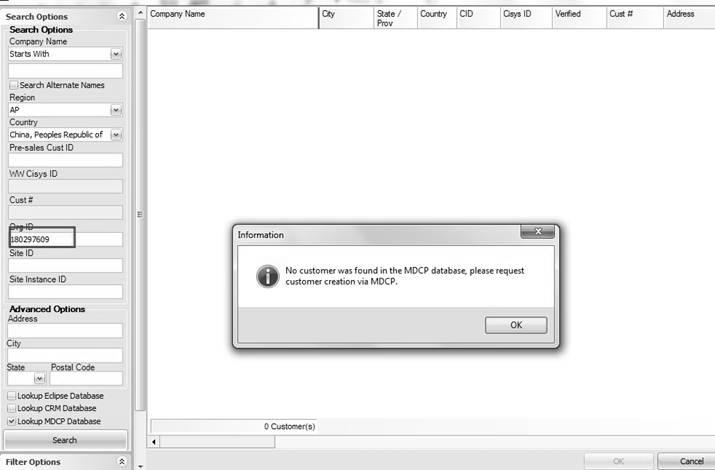 Search Options
Search Options
Company Name
Starts With
Search Alternate Names
Region
AP
Country
China, Peoples Republic of
Pre-sales Cust ID
WW Cisys ID
Cust #
Org ID
180297609
Site ID
Site Instance ID
Advanced Options
Address
City
State Postal Code
Lookup Eclipse Database
Lookup CRM Database
Lookup MDCP Database
Search
Filter Options
Company Name City State / Prov Country CID Cisys ID Verified Cust # Address
Information
No customer was found in the MDCP database, please request
customer creation via MDCP.
OK
0 Customer(s)
OK Cancel